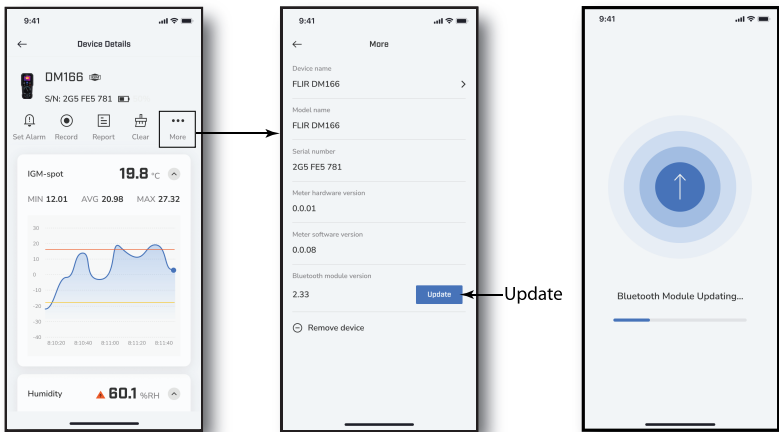 9:41
Device Details
DM166
S/N: 2G5 FE5 781
Set Alarm Record Report Clear More
IGM-spot 19.8 °C
MIN 12.01 AVG 20.98 MAX 27.32
30
20
10
0
-10
-20
-30
-40
8:10:20 8:10:40 8:11:00 8:11:20 8:11:40
Humidity 60.1 %RH
9:41
More
Device name
FLIR DM166
Model name
FLIR DM166
Serial number
2G5 FE5 781
Meter hardware version
0.0.01
Meter software version
0.0.08
Bluetooth module version
2.33 Update
Remove device
Update
9:41
Bluetooth Module Updating...